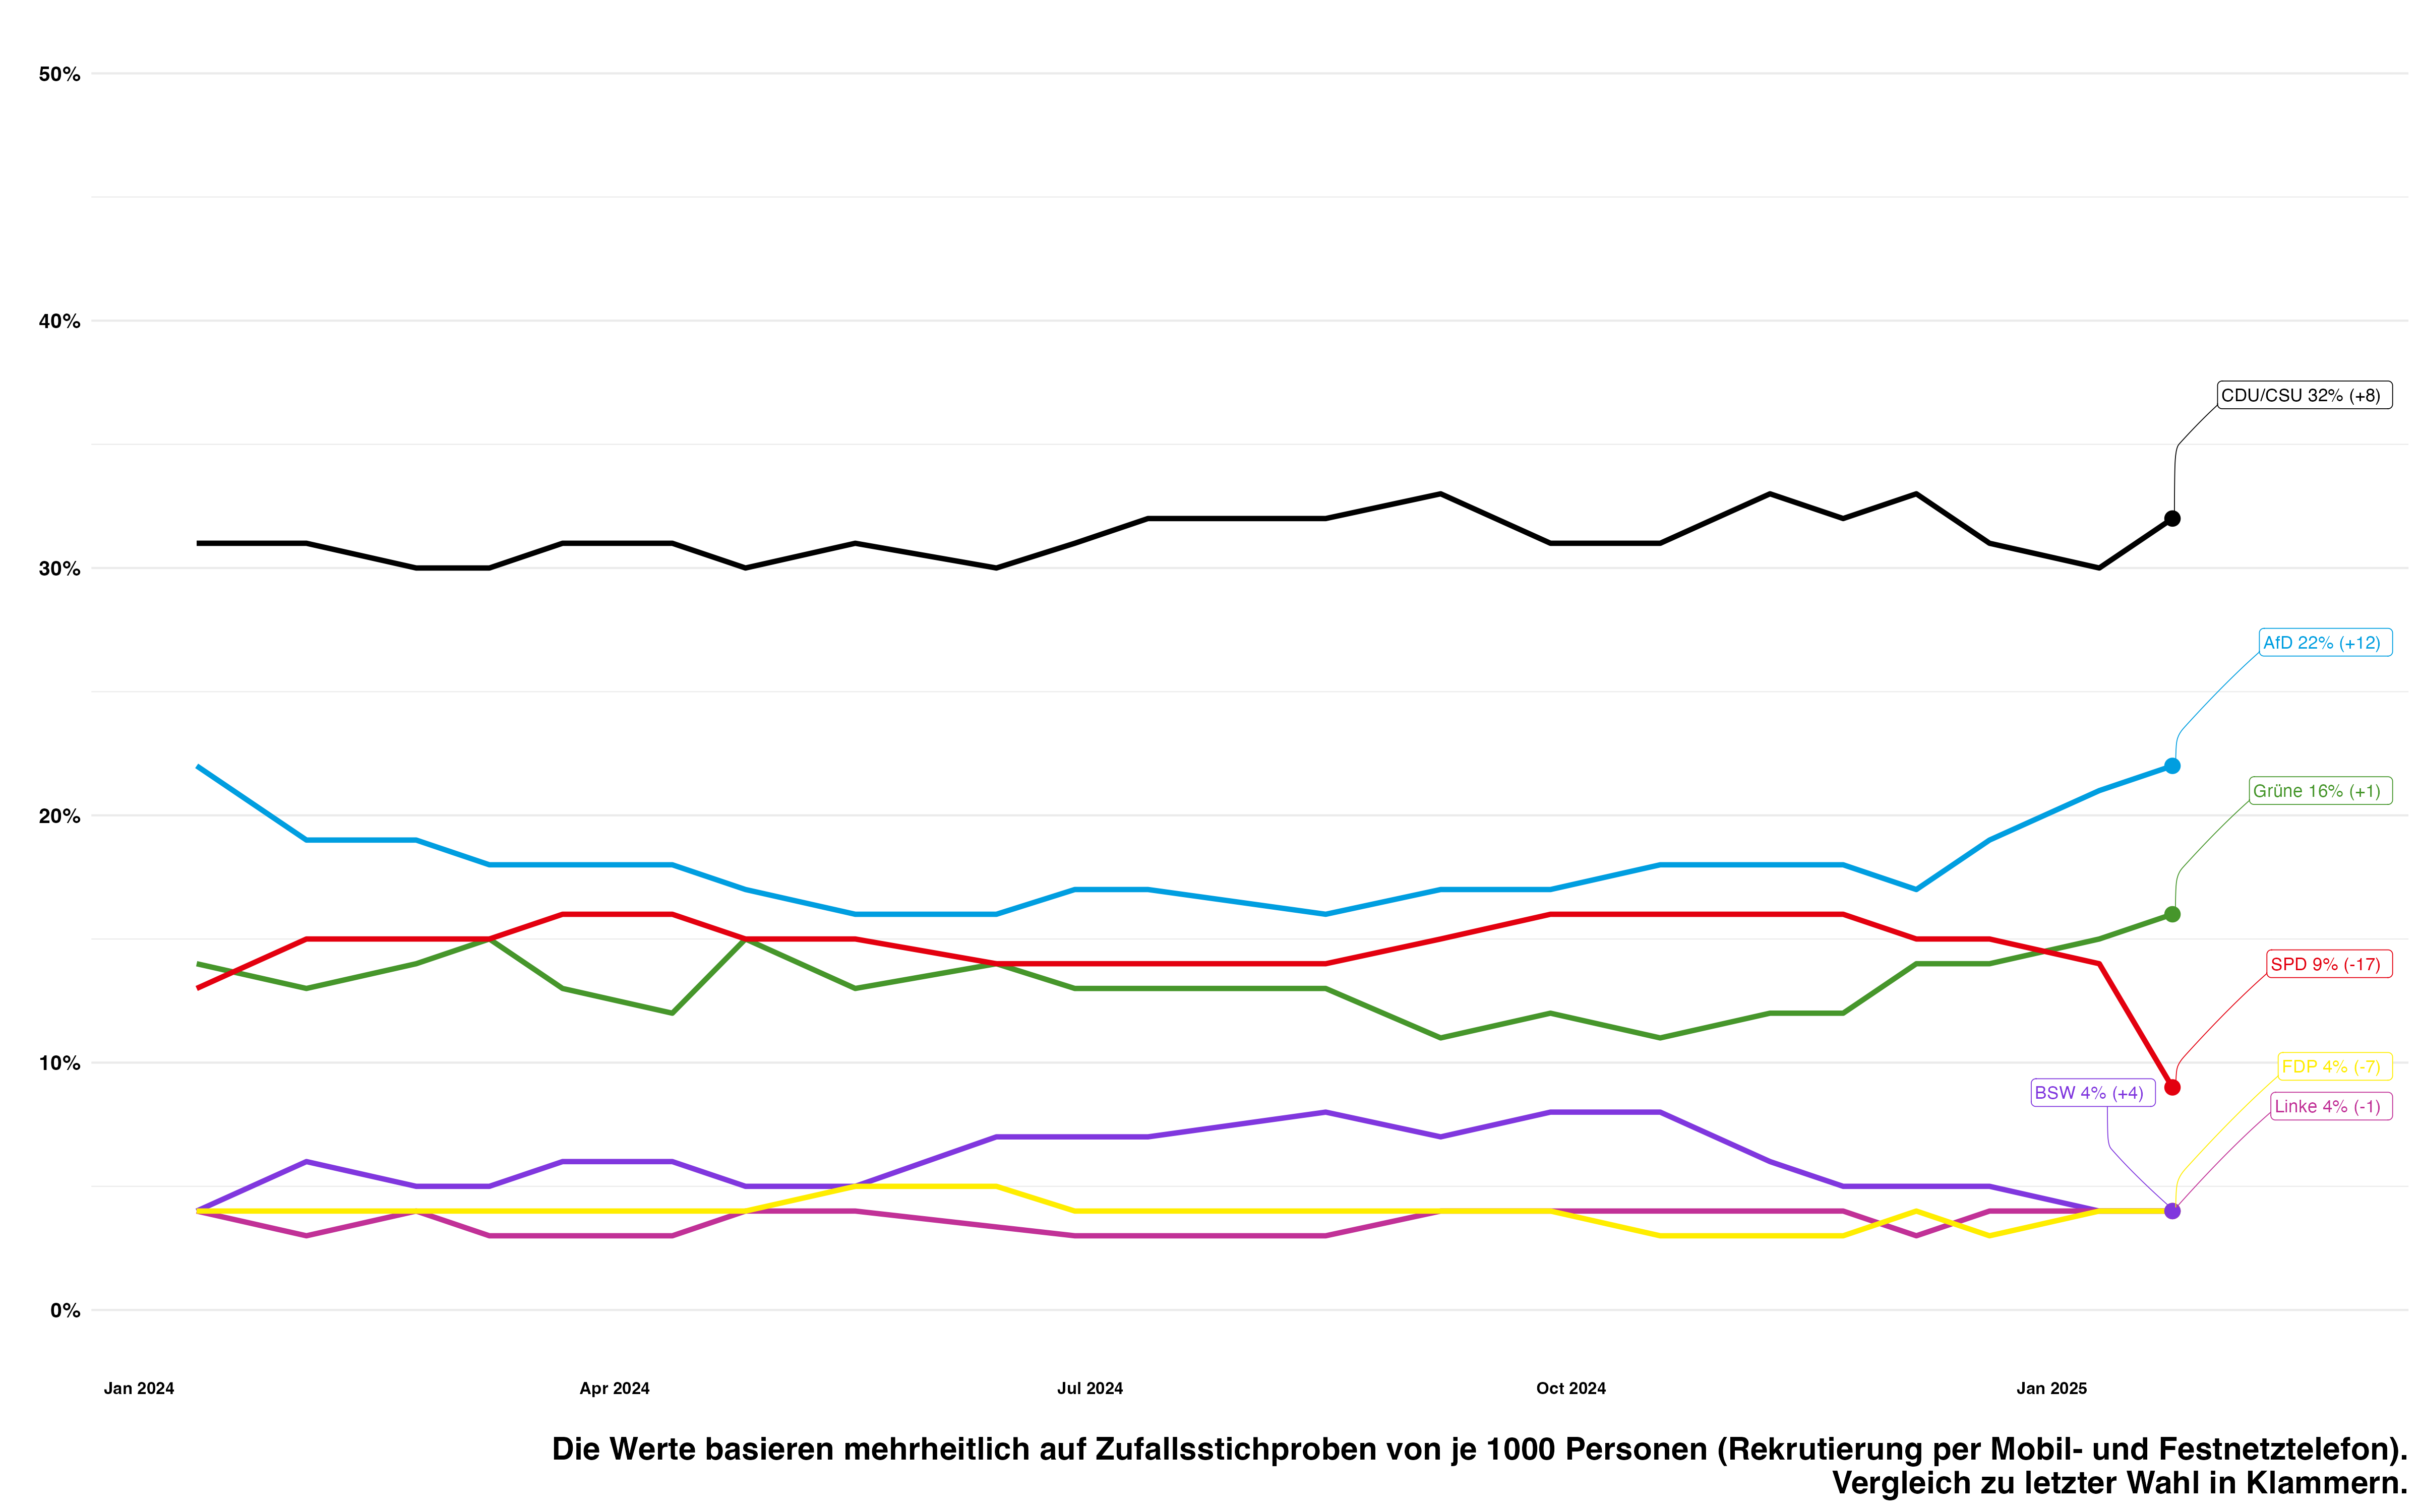 50%
40%
CDU/CSU 32% (+8)
30%
AfD 22% (+12)
Grüne 16% (+1)
20%
SPD 9% (-17)
10%
FDP 4% (-7)
BSW 4% (+4)
Linke 4% (-1)
0%
Jan 2024 Apr 2024 Jul 2024 Oct 2024 Jan 2025
Die Werte basieren mehrheitlich auf Zufallsstichproben von je 1000 Personen (Rekrutierung per Mobil- und Festnetztelefon).
Vergleich zu letzter Wahl in Klammern.